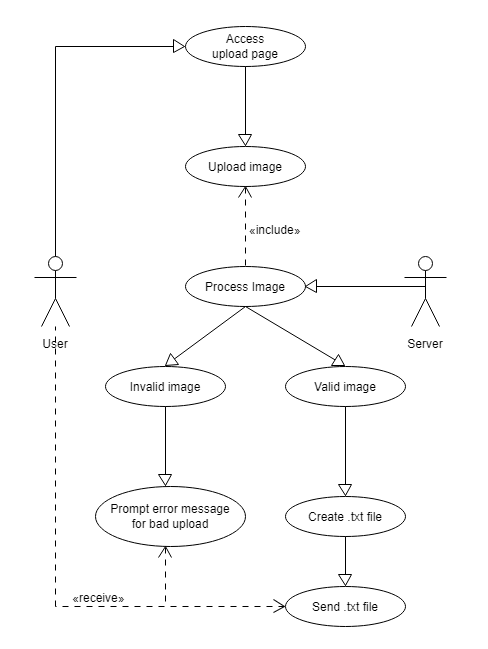 Access
upload page
Upload image
«include»
Process Image
User
Server
Invalid image
Valid image
Prompt error message
for bad upload
Create .txt file
«receive»
Send .txt file